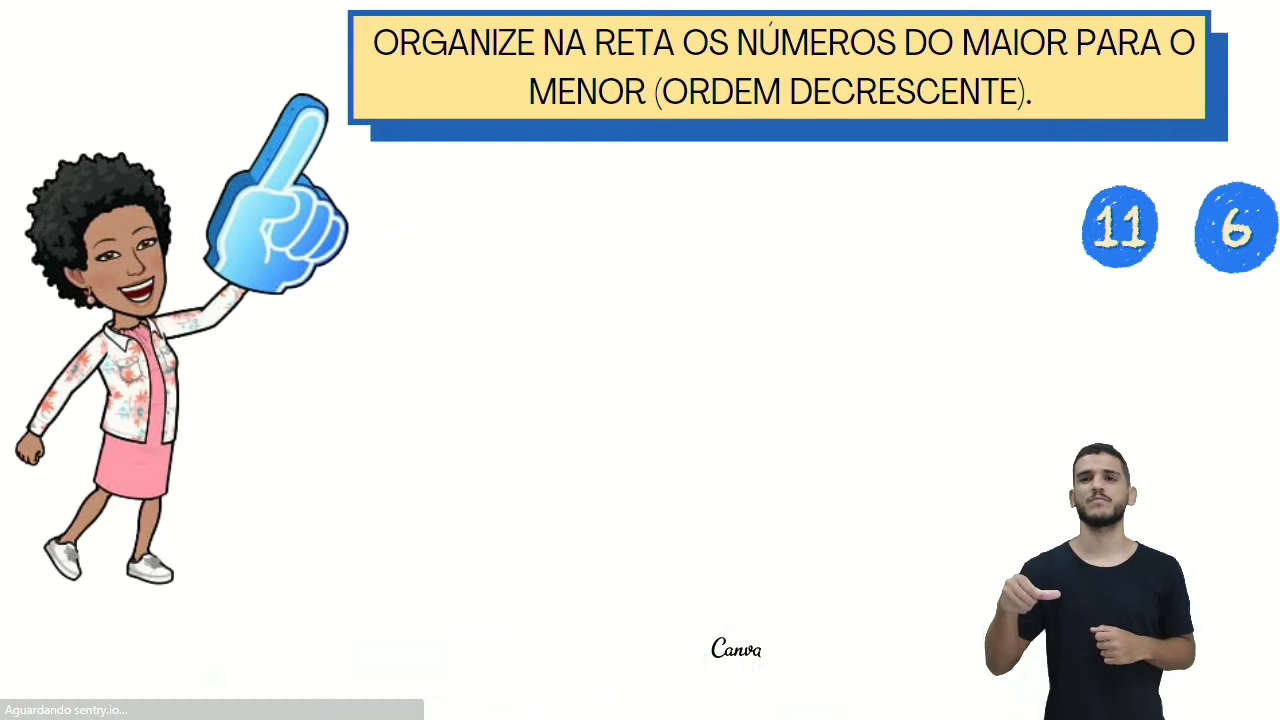 ORGANIZE NA RETA OS NÚMEROS DO MAIOR PARA O
MENOR (ORDEM DECRESCENTE).
11 6
Canva
Aguardando sentry.io...